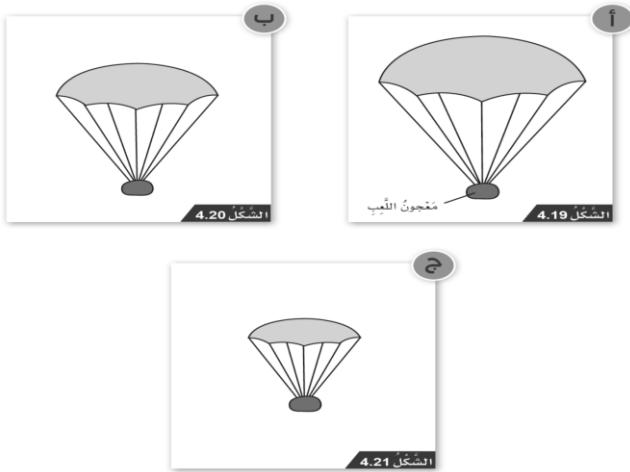 أ
ب
مَعْجونُ اللَّعِبِ
الشَّكْلُ 4.19
الشَّكْلُ 4.20
ج
الشَّكْلُ 4.21